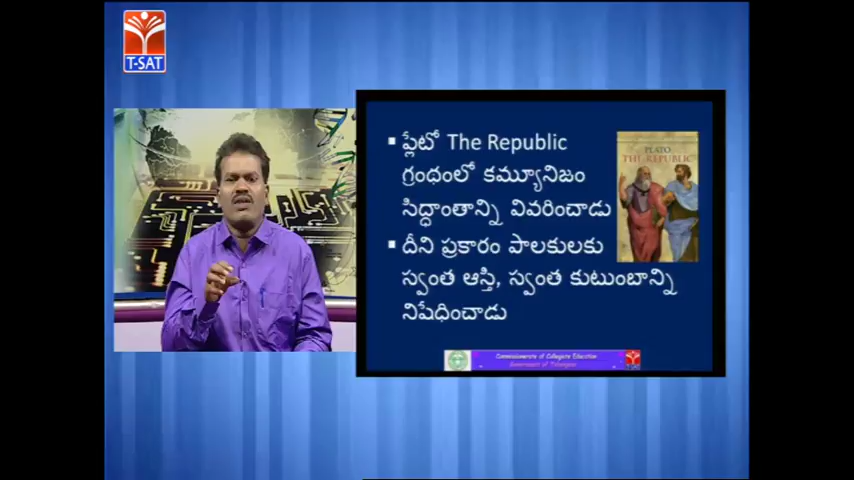 T-SAT
▪ ప్లేటో The Republic
గ్రంథంలో కమ్యూనిజం
సిద్ధాంతాన్ని వివరించాడు
▪ దీని ప్రకారం పాలకులకు
స్వంత ఆస్తి, స్వంత కుటుంబాన్ని
నిషేధించాడు
PLATO
THE REPUBLIC
Commissionerate of Collegiate Education
Government of Telangana